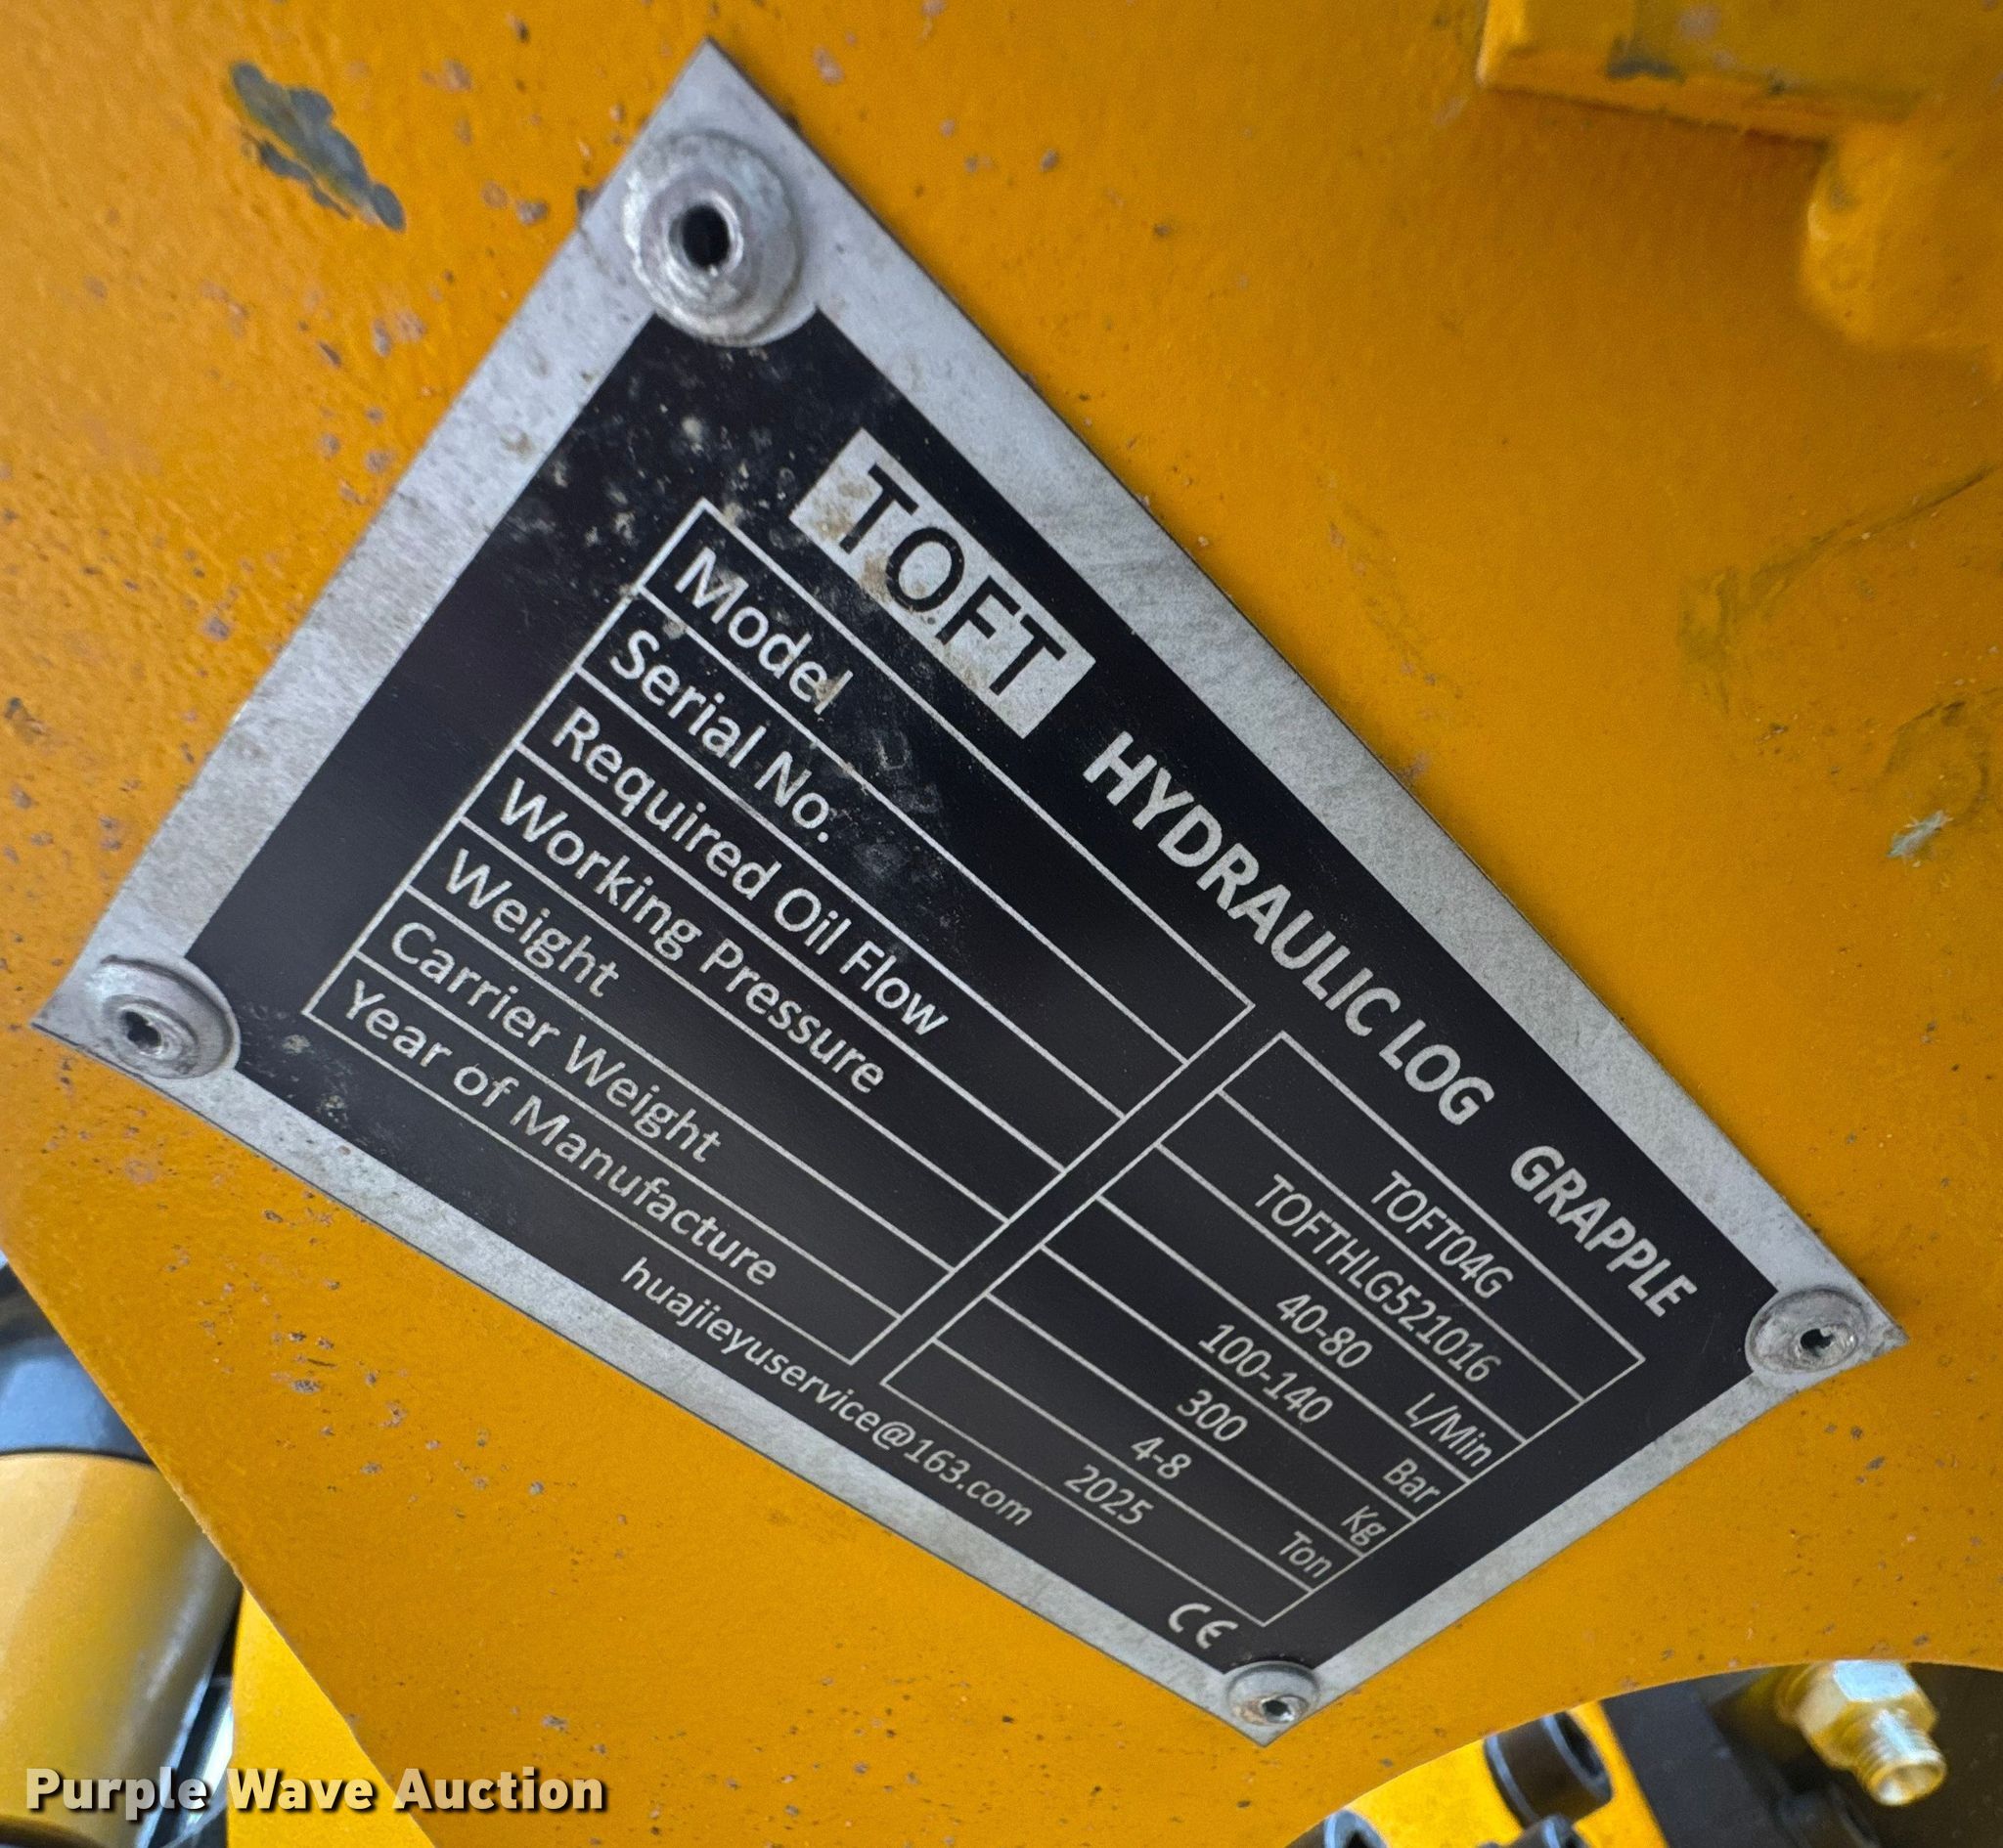 TOFT HYDRAULIC LOG GRAPPLE
Model TOFT04G
Serial No. TOFTHLG521016
Required Oil Flow 40-80 L/Min
Working Pressure 100-140 Bar
Weight 300 Kg
Carrier Weight 4-8 Ton
Year of Manufacture 2025
huajieyuservice@163.com CE
Purple Wave Auction